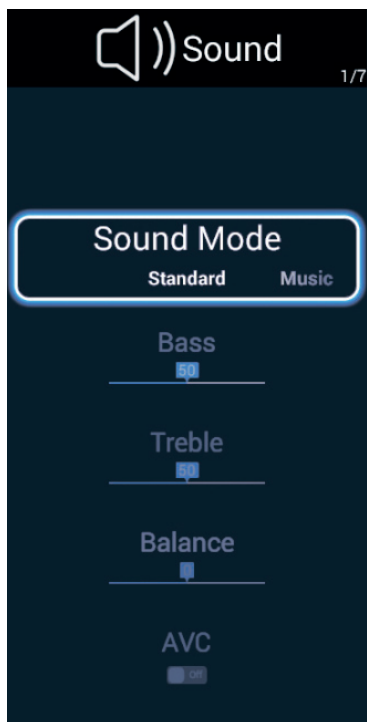 Sound
1/7
Sound Mode
Standard Music
Bass
50
Treble
50
Balance
0
AVC
Off